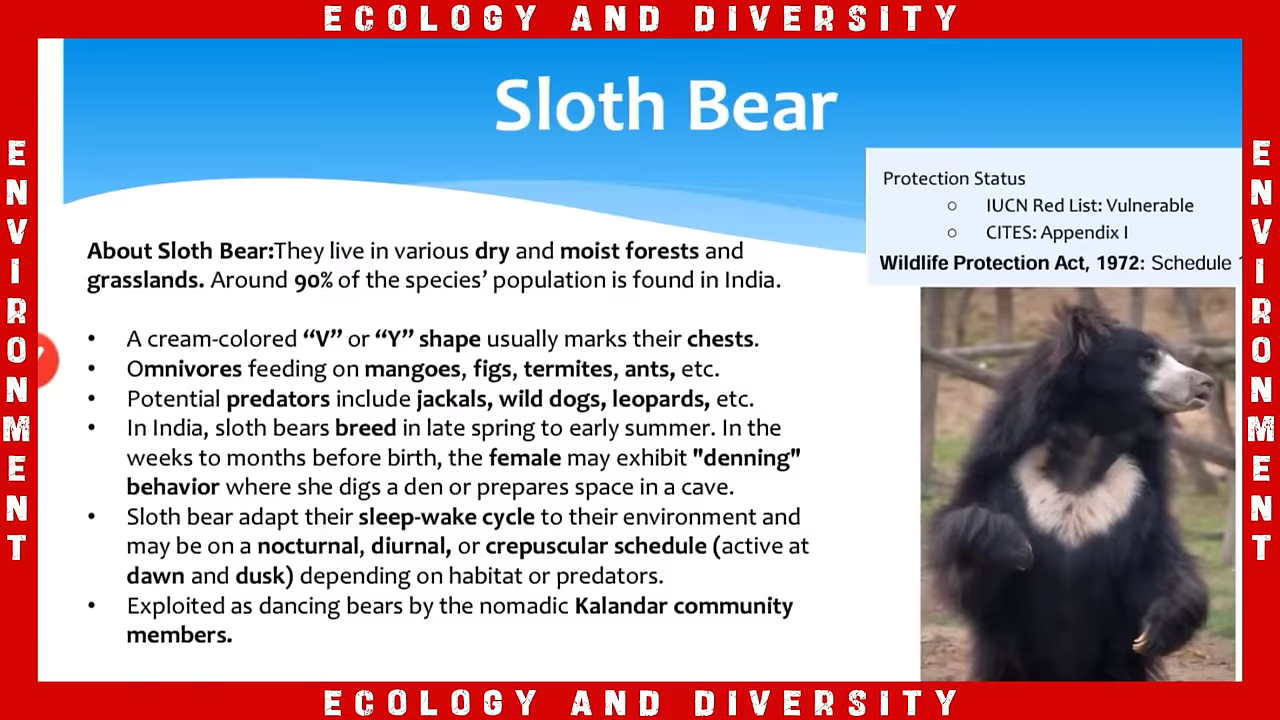 ECOLOGY AND DIVERSITY
ENVIRONMENT
Sloth Bear
Protection Status
○ IUCN Red List: Vulnerable
○ CITES: Appendix I
Wildlife Protection Act, 1972: Schedule
About Sloth Bear:They live in various dry and moist forests and
grasslands. Around 90% of the species’ population is found in India.
• A cream-colored “V” or “Y” shape usually marks their chests.
• Omnivores feeding on mangoes, figs, termites, ants, etc.
• Potential predators include jackals, wild dogs, leopards, etc.
• In India, sloth bears breed in late spring to early summer. In the
weeks to months before birth, the female may exhibit "denning"
behavior where she digs a den or prepares space in a cave.
• Sloth bear adapt their sleep-wake cycle to their environment and
may be on a nocturnal, diurnal, or crepuscular schedule (active at
dawn and dusk) depending on habitat or predators.
• Exploited as dancing bears by the nomadic Kalandar community
members.
ENVIRONMENT
ECOLOGY AND DIVERSITY